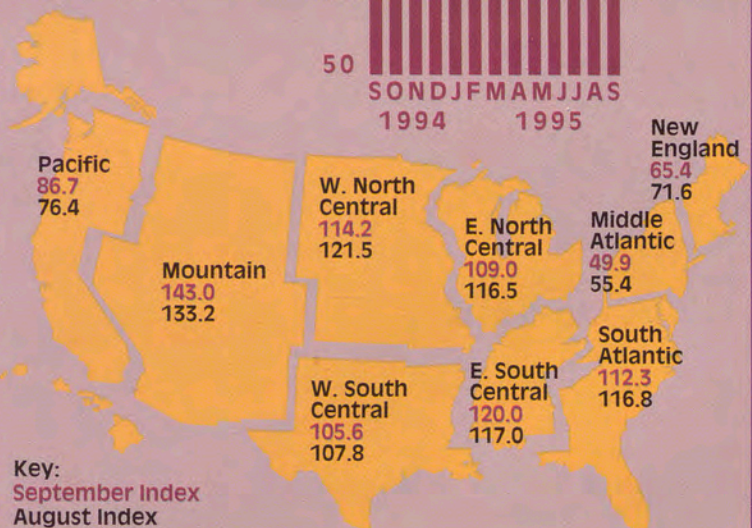 50
SONDJFMAMJJAS
1994 1995
New
England
65.4
71.6
Pacific
86.7
76.4
W. North
Central
114.2
121.5
E. North
Central
109.0
116.5
Middle
Atlantic
49.9
55.4
Mountain
143.0
133.2
South
Atlantic
112.3
116.8
E. South
Central
120.0
117.0
W. South
Central
105.6
107.8
Key:
September Index
August Index